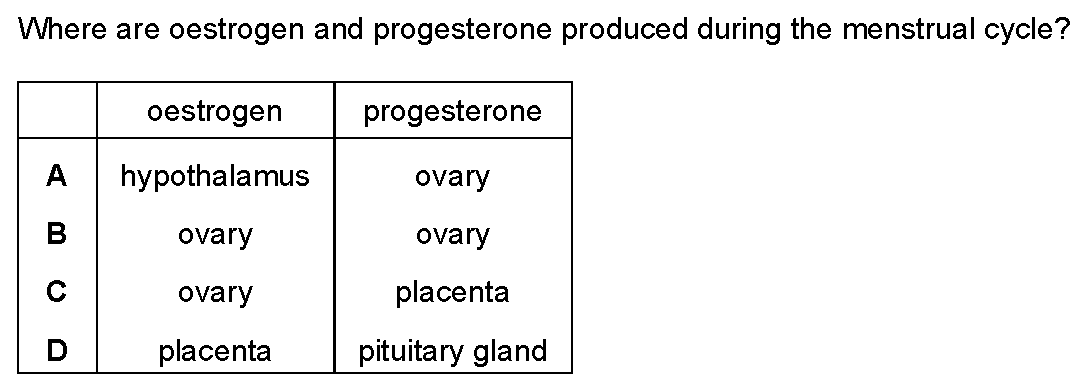 Where are oestrogen and progesterone produced during the menstrual cycle?
oestrogen progesterone
A hypothalamus ovary
B ovary ovary
C ovary placenta
D placenta pituitary gland